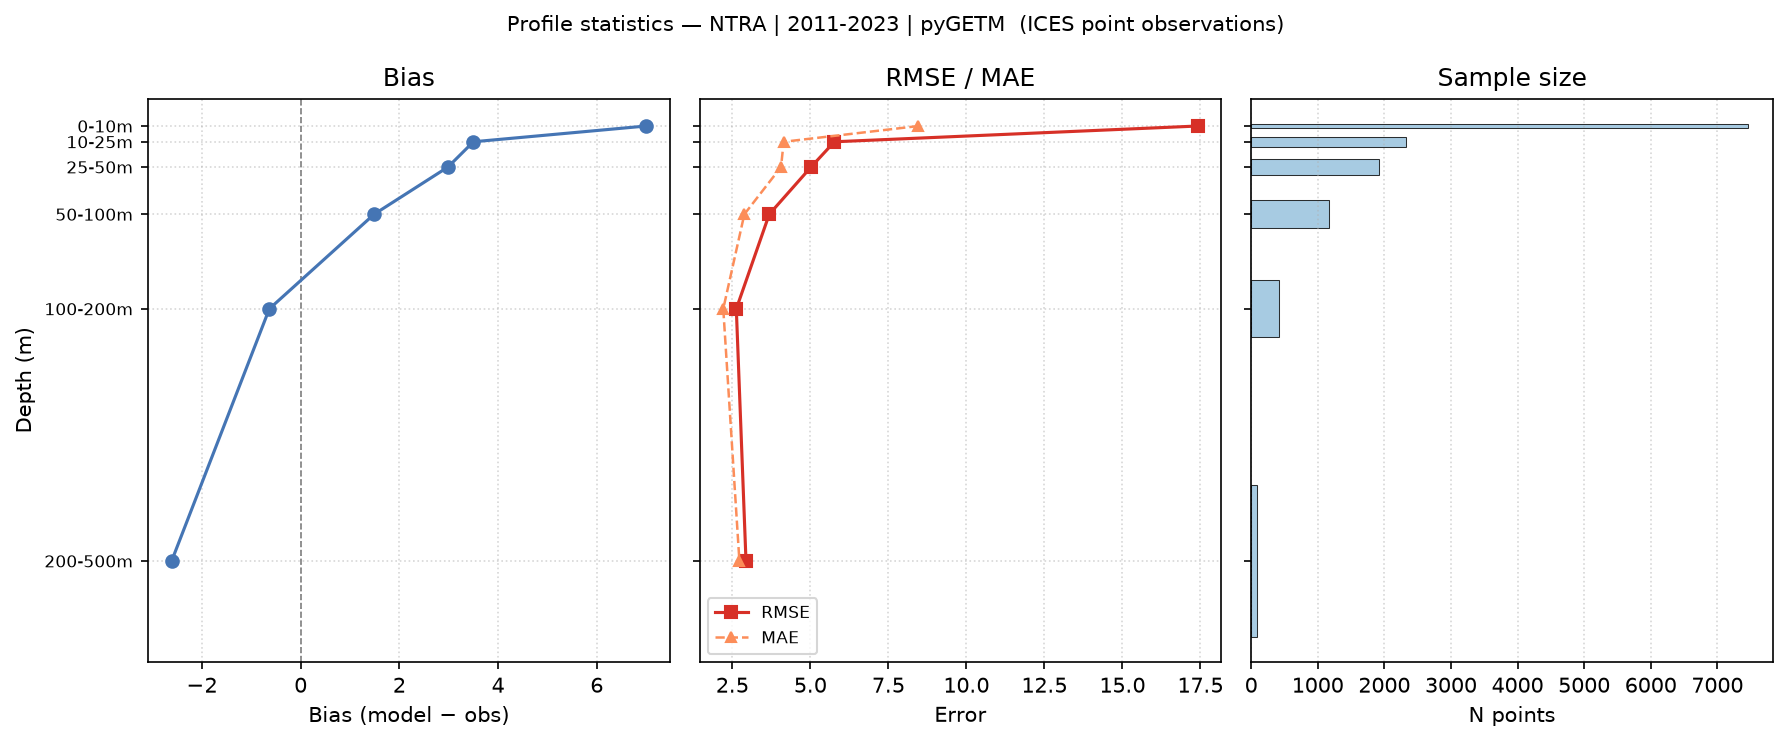 Profile statistics — NTRA | 2011-2023 | pyGETM  (ICES point observations)
Bias
RMSE / MAE
Sample size
Depth (m)
0-10m
10-25m
25-50m
50-100m
100-200m
200-500m
RMSE
MAE
−2 0 2 4 6
2.5 5.0 7.5 10.0 12.5 15.0 17.5
0 1000 2000 3000 4000 5000 6000 7000
Bias (model − obs)
Error
N points